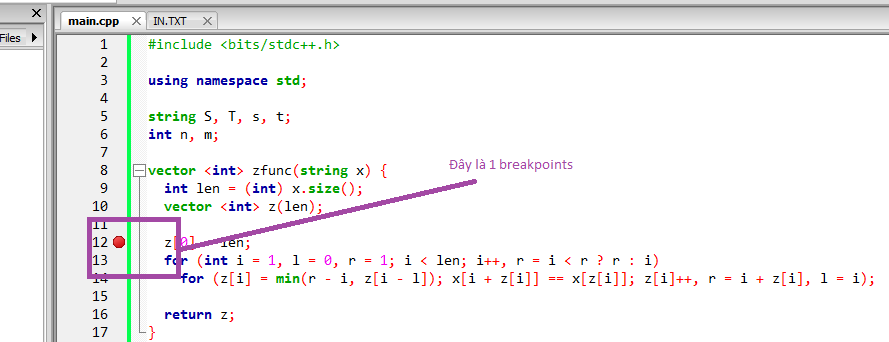 main.cpp IN.TXT
Files
1 #include <bits/stdc++.h>
2
3 using namespace std;
4
5 string S, T, s, t;
6 int n, m;
7
Đây là 1 breakpoints
8 vector <int> zfunc(string x) {
9 int len = (int) x.size();
10 vector <int> z(len);
11
12 z[0] len;
13 for (int i = 1, l = 0, r = 1; i < len; i++, r = i < r ? r : i)
14 for (z[i] = min(r - i, z[i - l]); x[i + z[i]] == x[z[i]]; z[i]++, r = i + z[i], l = i);
15
16 return z;
17 }